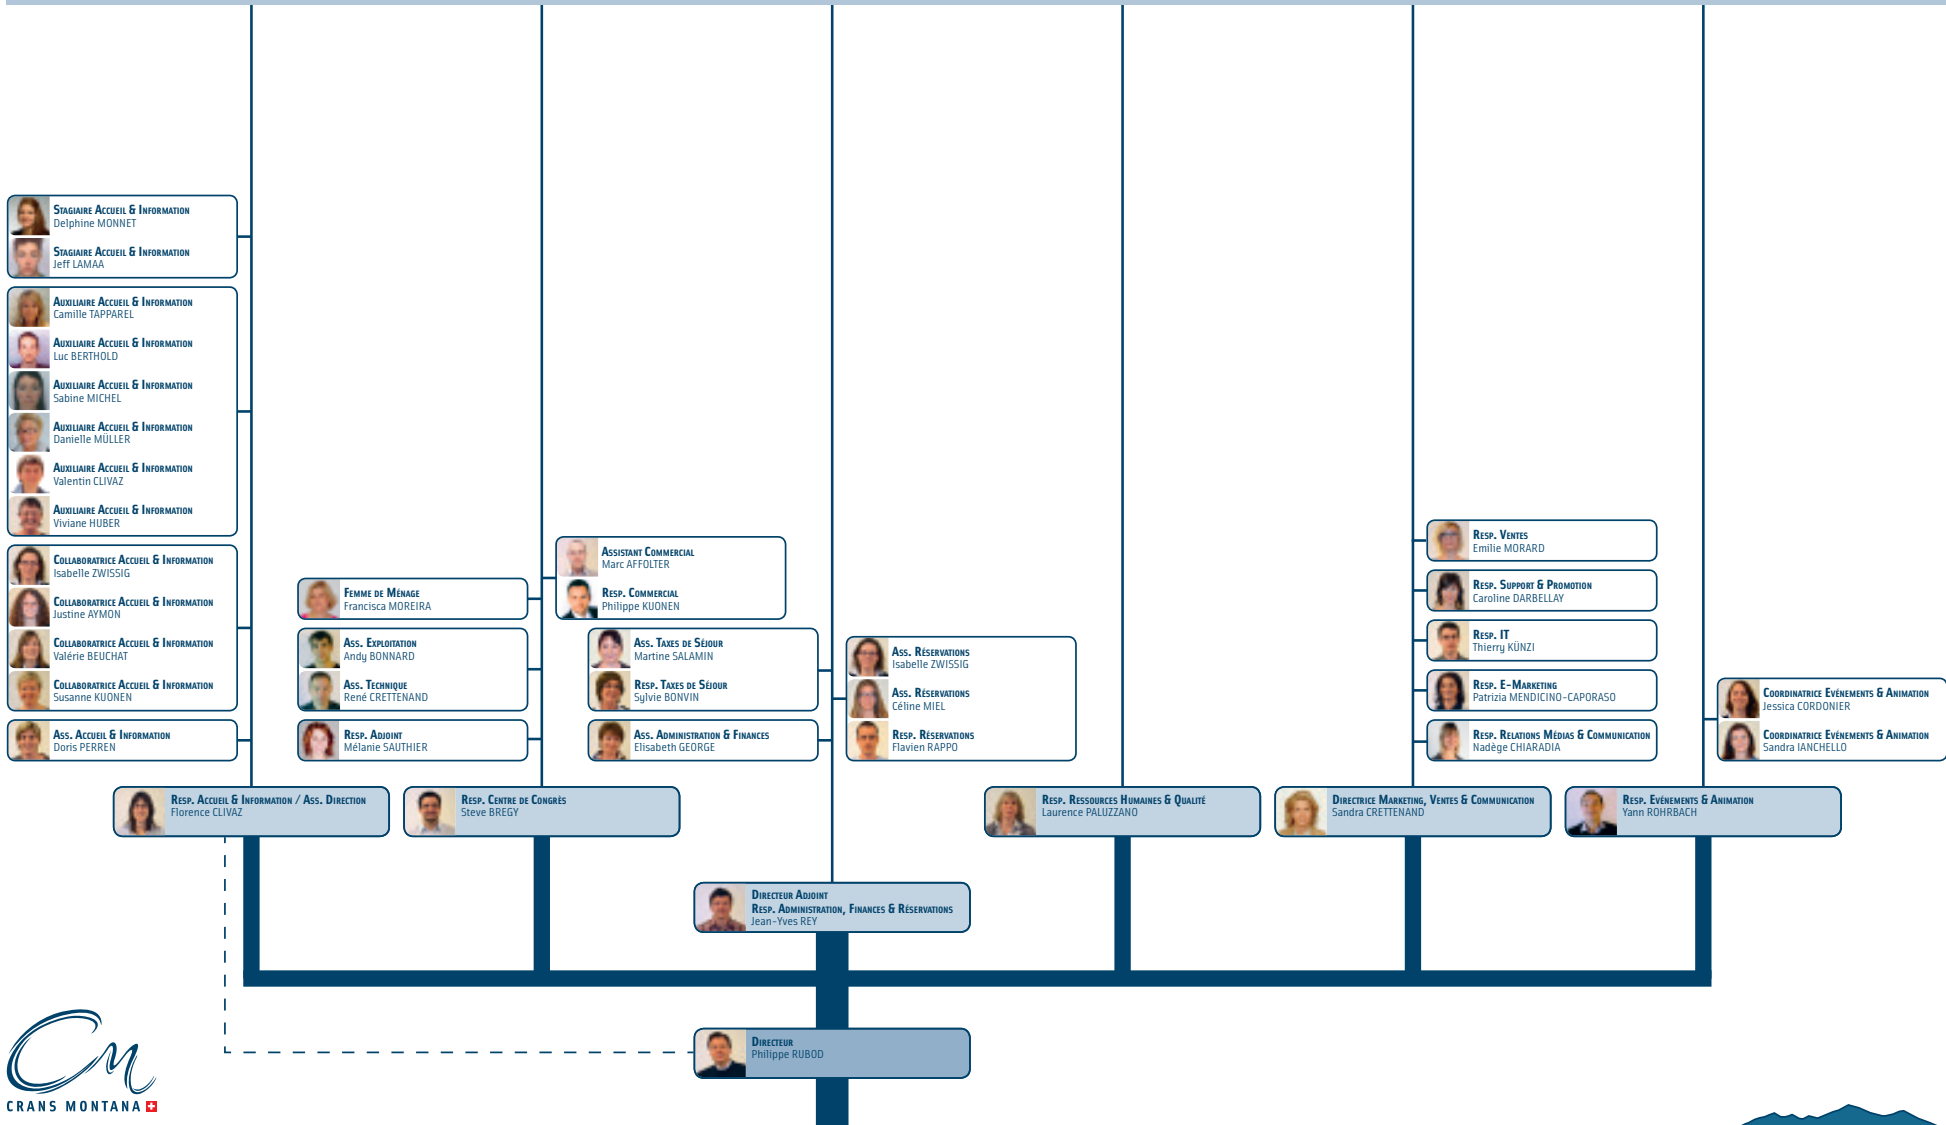 Stagiaire Accueil & Information
Delphine MONNET
Stagiaire Accueil & Information
Jeff LAMAA
Auxiliaire Accueil & Information
Camille TAPPAREL
Auxiliaire Accueil & Information
Luc BERTHOLD
Auxiliaire Accueil & Information
Sabine MICHEL
Auxiliaire Accueil & Information
Danielle MÜLLER
Auxiliaire Accueil & Information
Valentin CLIVAZ
Auxiliaire Accueil & Information
Viviane HUBER
Collaboratrice Accueil & Information
Isabelle ZWISSIG
Collaboratrice Accueil & Information
Justine AYMON
Collaboratrice Accueil & Information
Valérie BEUCHAT
Collaboratrice Accueil & Information
Susanne KUONEN
Ass. Accueil & Information
Doris PERREN
Femme de Ménage
Francisca MOREIRA
Ass. Exploitation
Andy BONNARD
Ass. Technique
René CRETTENAND
Resp. Adjoint
Mélanie SAUTHIER
Assistant Commercial
Marc AFFOLTER
Resp. Commercial
Philippe KUONEN
Ass. Taxes de Séjour
Martine SALAMIN
Resp. Taxes de Séjour
Sylvie BONVIN
Ass. Administration & Finances
Elisabeth GEORGE
Ass. Réservations
Isabelle ZWISSIG
Ass. Réservations
Céline MIEL
Resp. Réservations
Flavien RAPPO
Resp. Ventes
Emilie MORARD
Resp. Support & Promotion
Caroline DARBELLAY
Resp. IT
Thierry KÜNZI
Resp. E-Marketing
Patrizia MENDICINO-CAPORASO
Resp. Relations Médias & Communication
Nadège CHIARADIA
Coordinatrice Evénements & Animation
Jessica CORDONIER
Coordinatrice Evénements & Animation
Sandra IANCHELLO
Resp. Accueil & Information / Ass. Direction
Florence CLIVAZ
Resp. Centre de Congrès
Steve BREGY
Resp. Ressources Humaines & Qualité
Laurence PALUZZANO
Directrice Marketing, Ventes & Communication
Sandra CRETTENAND
Resp. Evénements & Animation
Yann ROHRBACH
Directeur Adjoint
Resp. Administration, Finances & Réservations
Jean-Yves REY
Directeur
Philippe RUBOD
CM
CRANS MONTANA